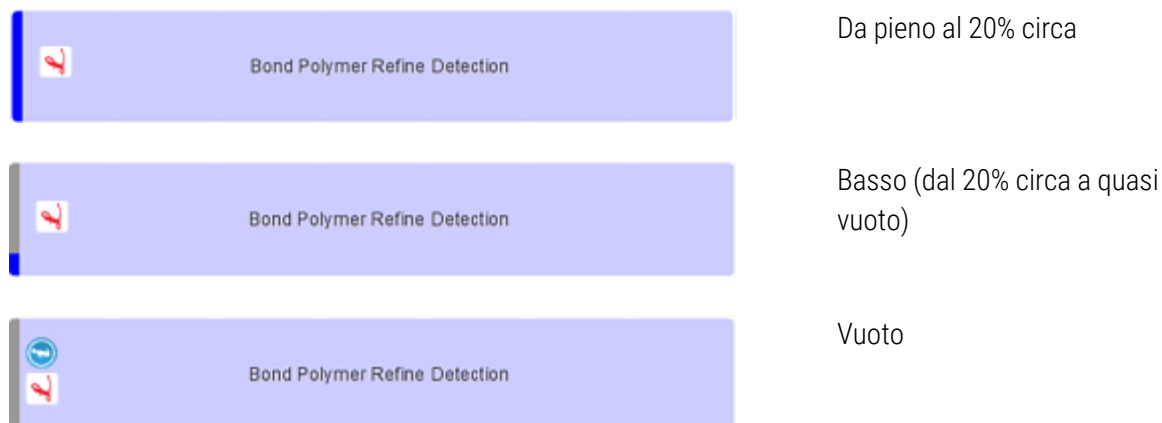 Bond Polymer Refine Detection
Da pieno al 20% circa
Bond Polymer Refine Detection
Basso (dal 20% circa a quasi
vuoto)
Bond Polymer Refine Detection
Vuoto